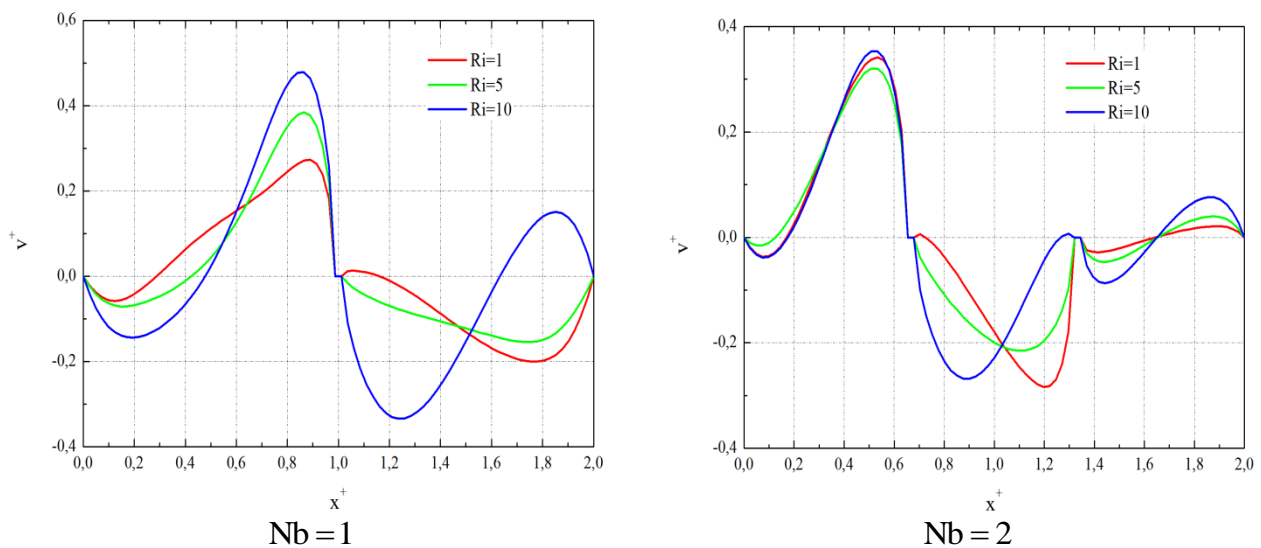 0,6
0,4
0,2
0,0
-0,2
-0,4
v+
Ri=1
Ri=5
Ri=10
0,0 0,2 0,4 0,6 0,8 1,0 1,2 1,4 1,6 1,8 2,0
x+
Nb = 1
0,4
0,2
0,0
-0,2
-0,4
v+
Ri=1
Ri=5
Ri=10
0,0 0,2 0,4 0,6 0,8 1,0 1,2 1,4 1,6 1,8 2,0
x+
Nb = 2